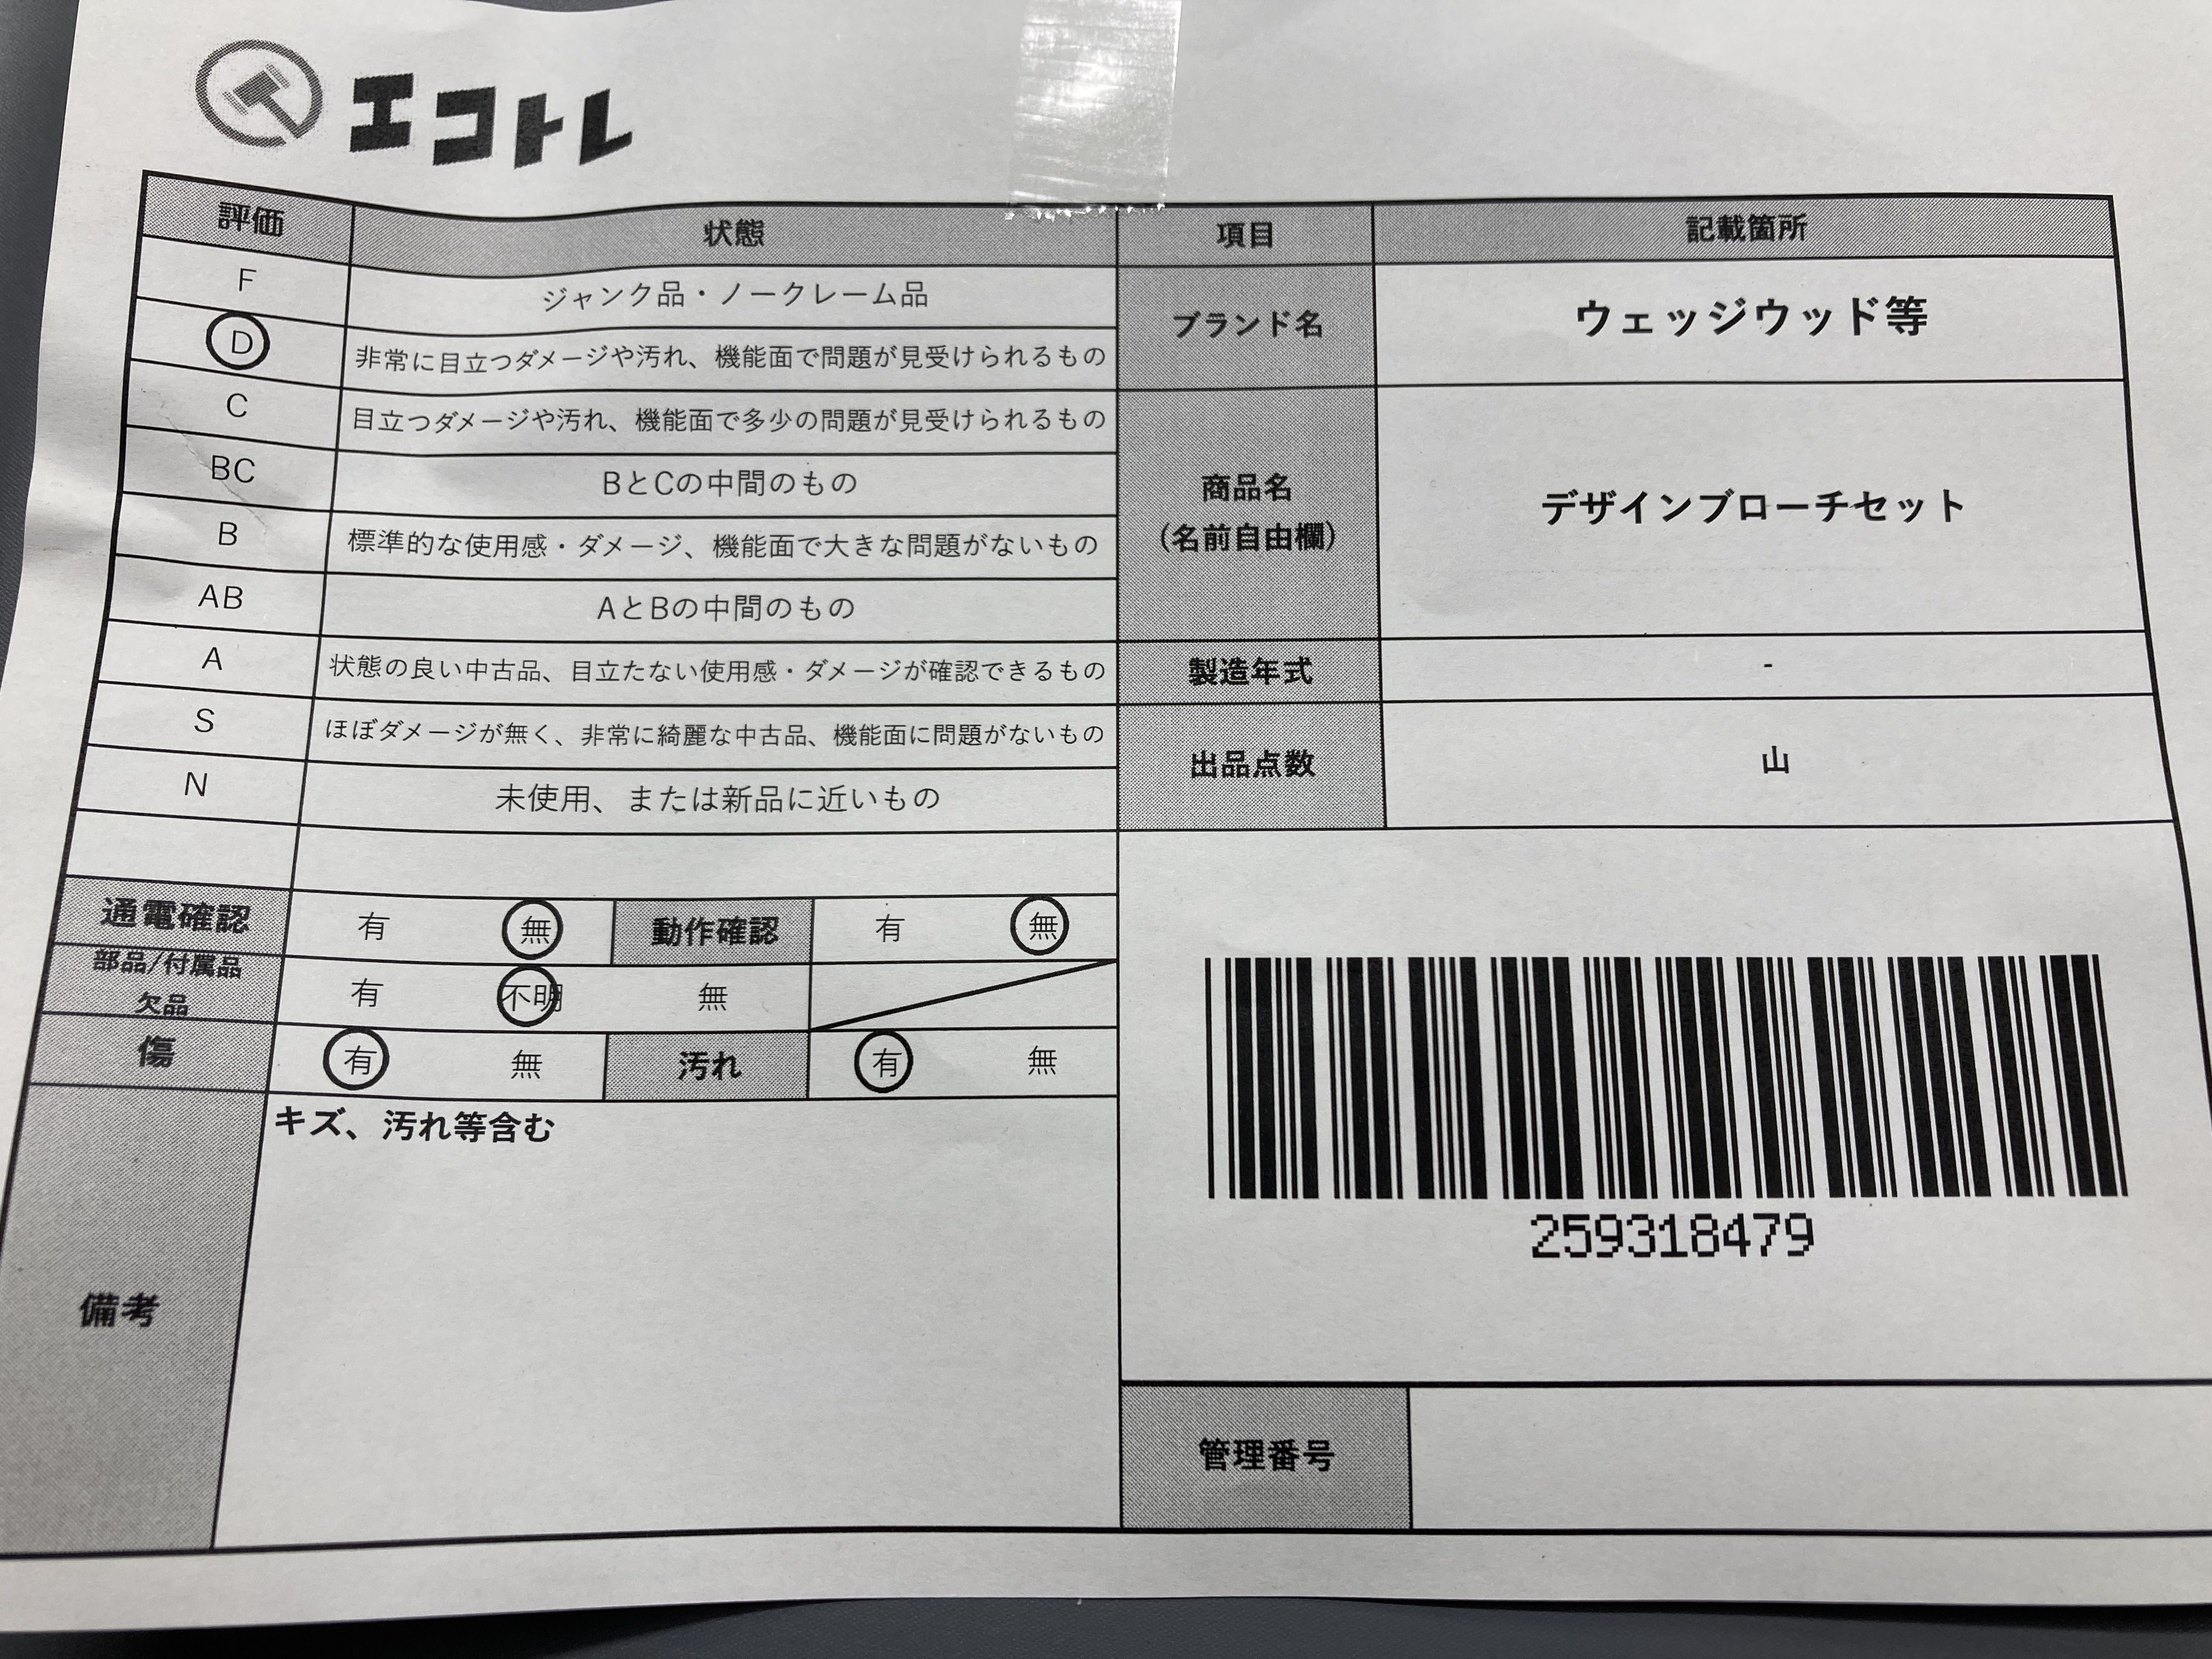 エコトレ
評価 状態 項目 記載箇所
F ジャンク品・ノークレーム品
D 非常に目立つダメージや汚れ、機能面で問題が見受けられるもの
ブランド名 ウェッジウッド等
C 目立つダメージや汚れ、機能面で多少の問題が見受けられるもの
BC BとCの中間のもの
B 標準的な使用感・ダメージ、機能面で大きな問題がないもの
商品名
(名前自由欄)
デザインブローチセット
AB AとBの中間のもの
A 状態の良い中古品、目立たない使用感・ダメージが確認できるもの
製造年式 -
S ほぼダメージが無く、非常に綺麗な中古品、機能面に問題がないもの
N 未使用、または新品に近いもの
出品点数 山
通電確認 有 無 動作確認 有 無
部品/付属品
欠品
有 不明 無
傷 有 無 汚れ 有 無
備考
キズ、汚れ等含む
259318479
管理番号